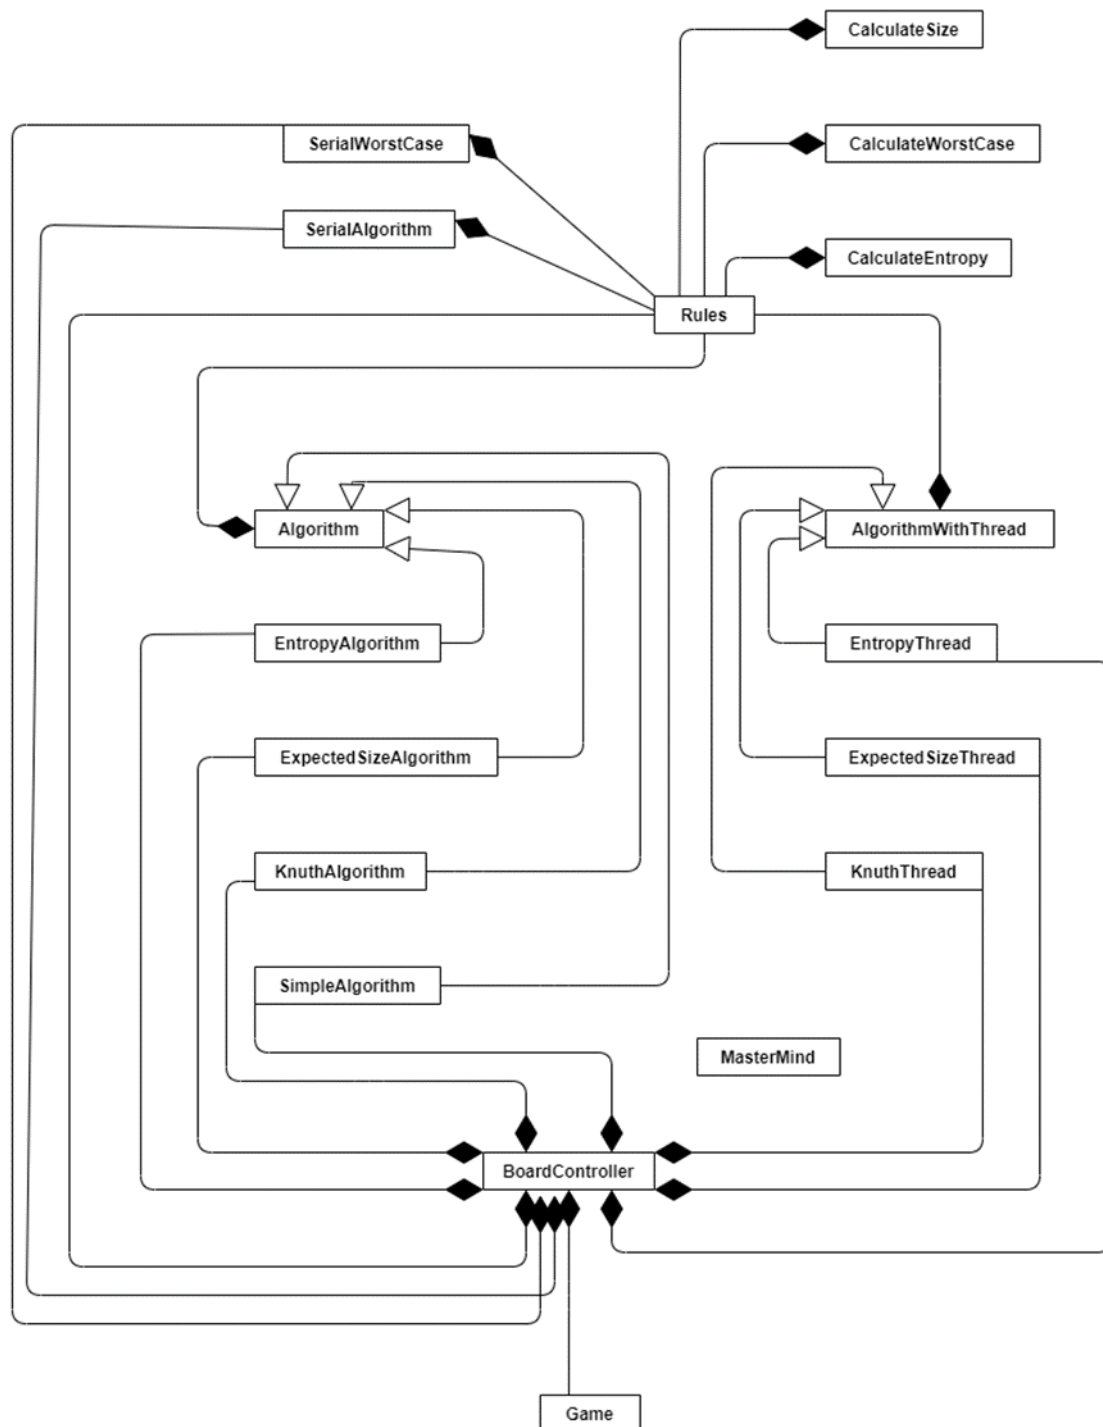 CalculateSize
SerialWorstCase
CalculateWorstCase
SerialAlgorithm
CalculateEntropy
Rules
Algorithm
AlgorithmWithThread
EntropyAlgorithm
EntropyThread
ExpectedSizeAlgorithm
ExpectedSizeThread
KnuthAlgorithm
KnuthThread
SimpleAlgorithm
MasterMind
BoardController
Game